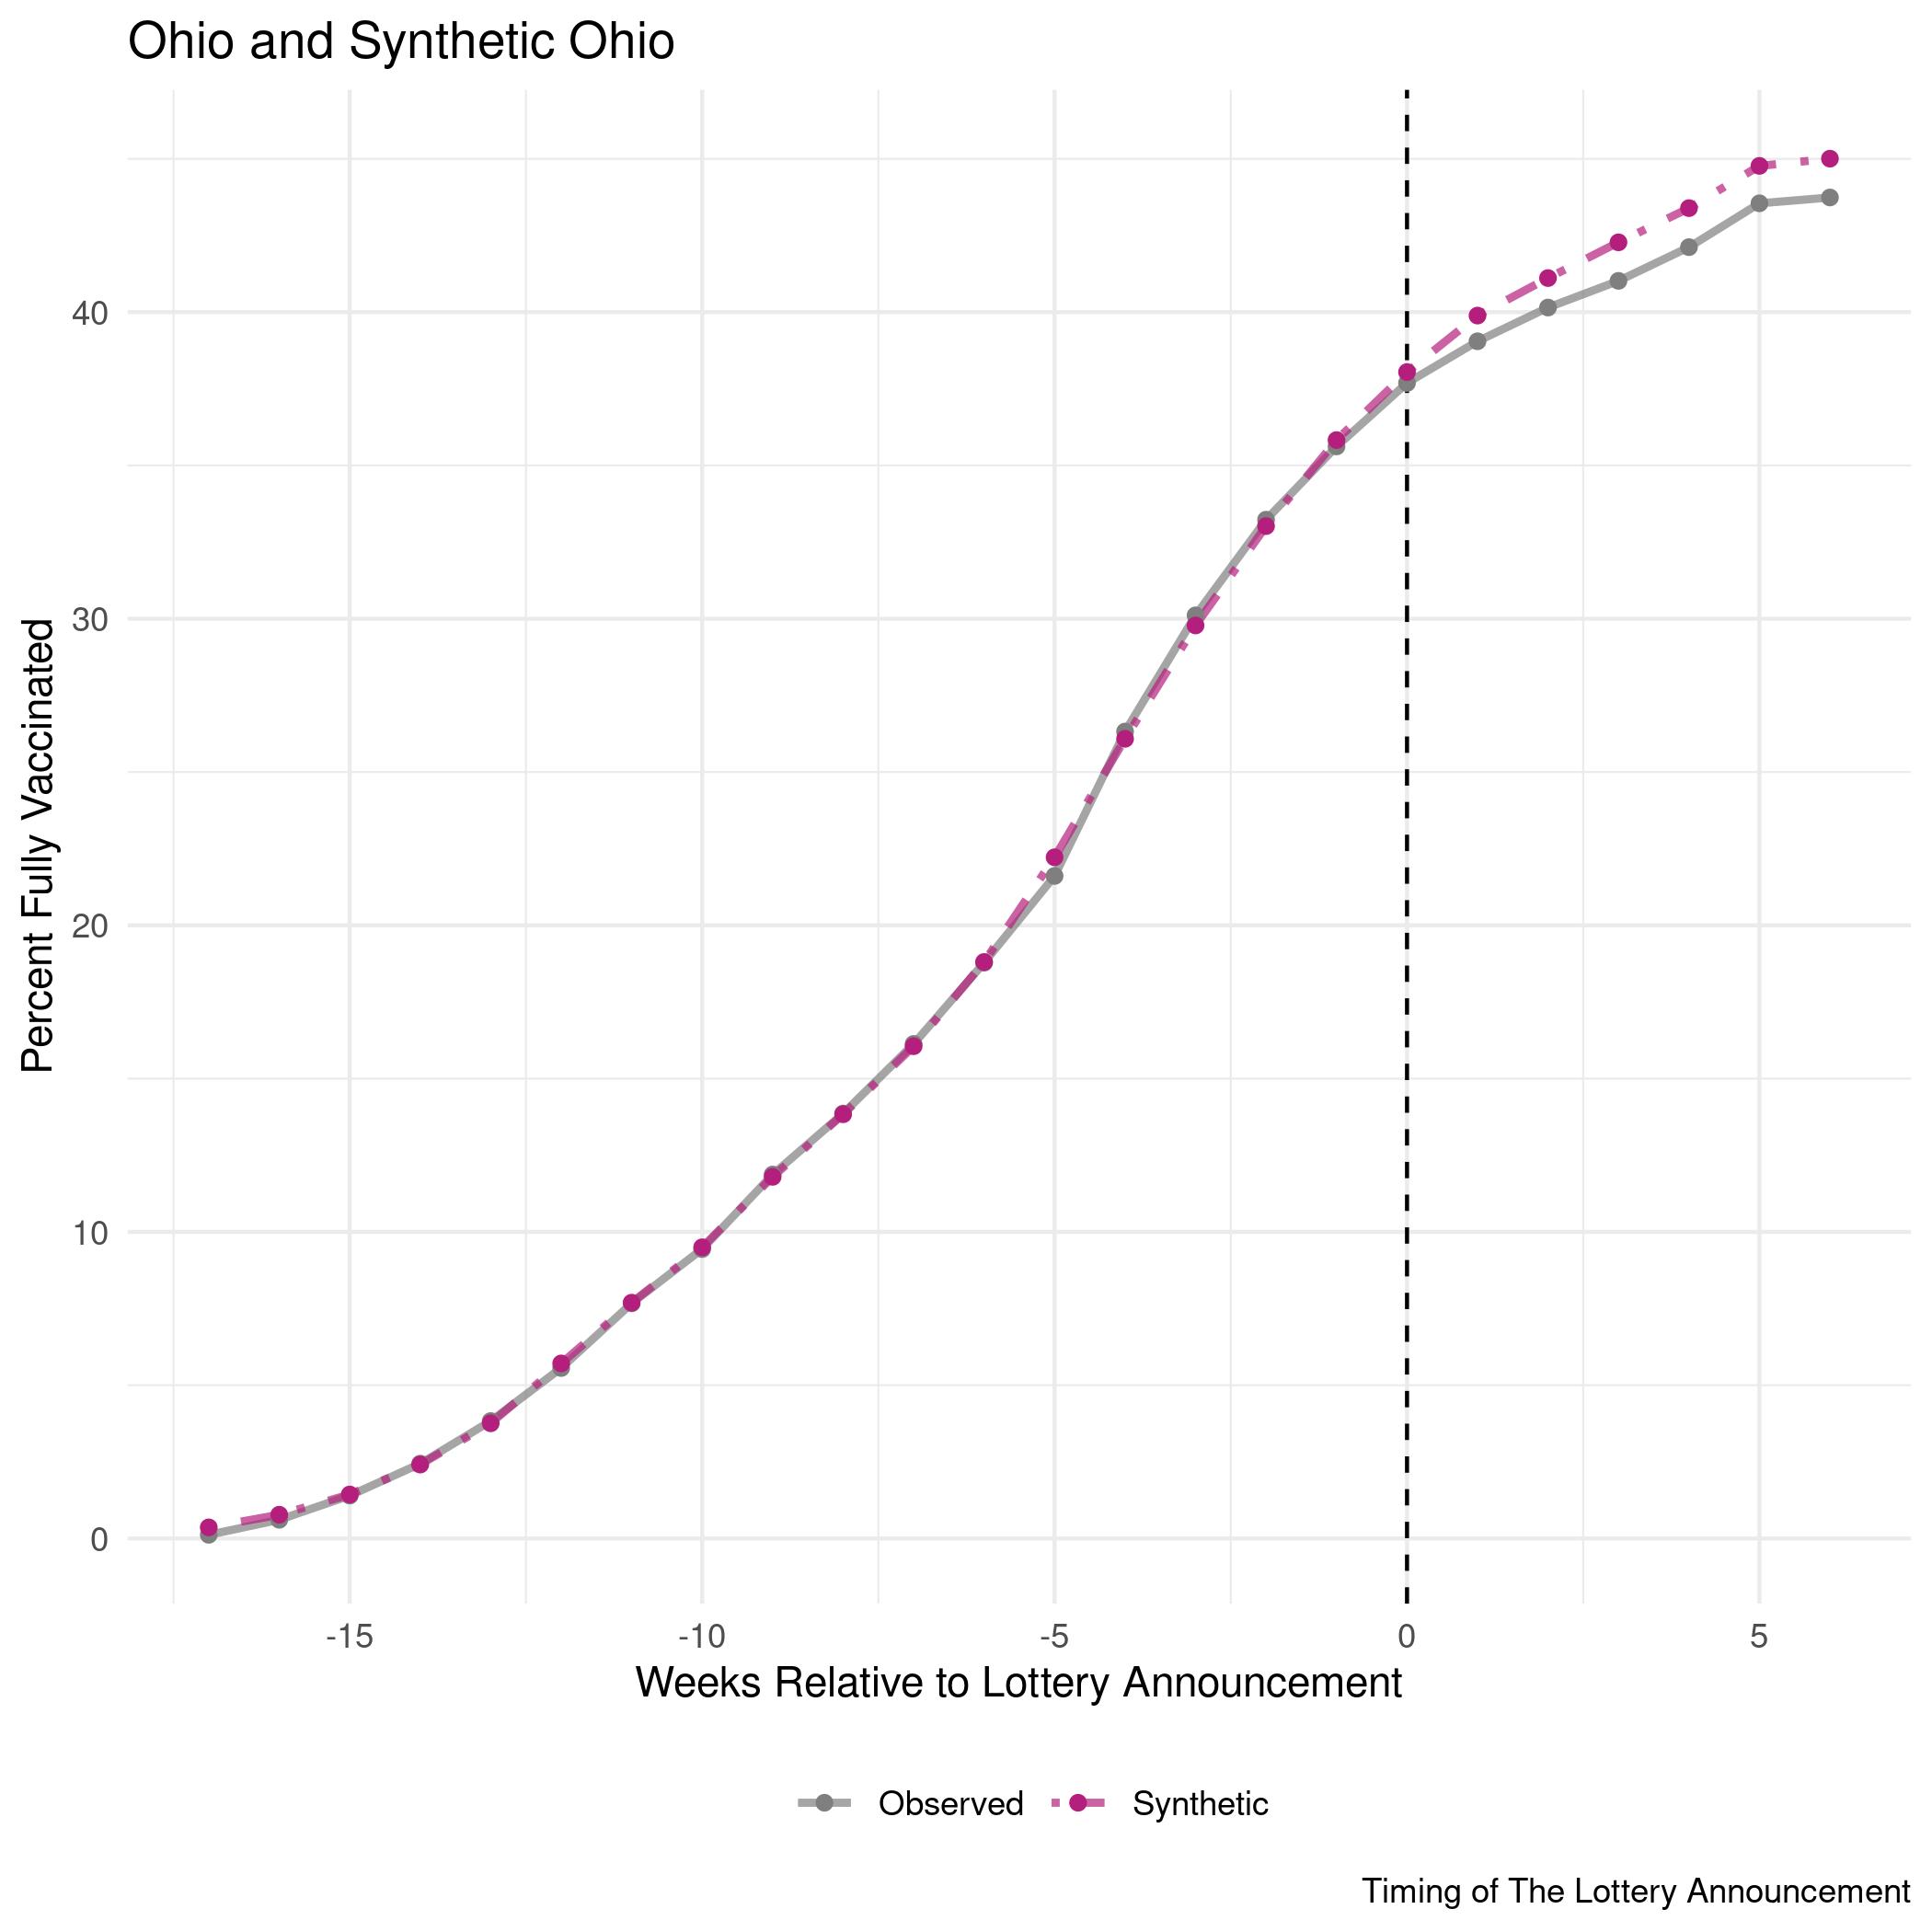 Ohio and Synthetic Ohio
Percent Fully Vaccinated
40
30
20
10
0
-15 -10 -5 0 5
Weeks Relative to Lottery Announcement
Observed Synthetic
Timing of The Lottery Announcement